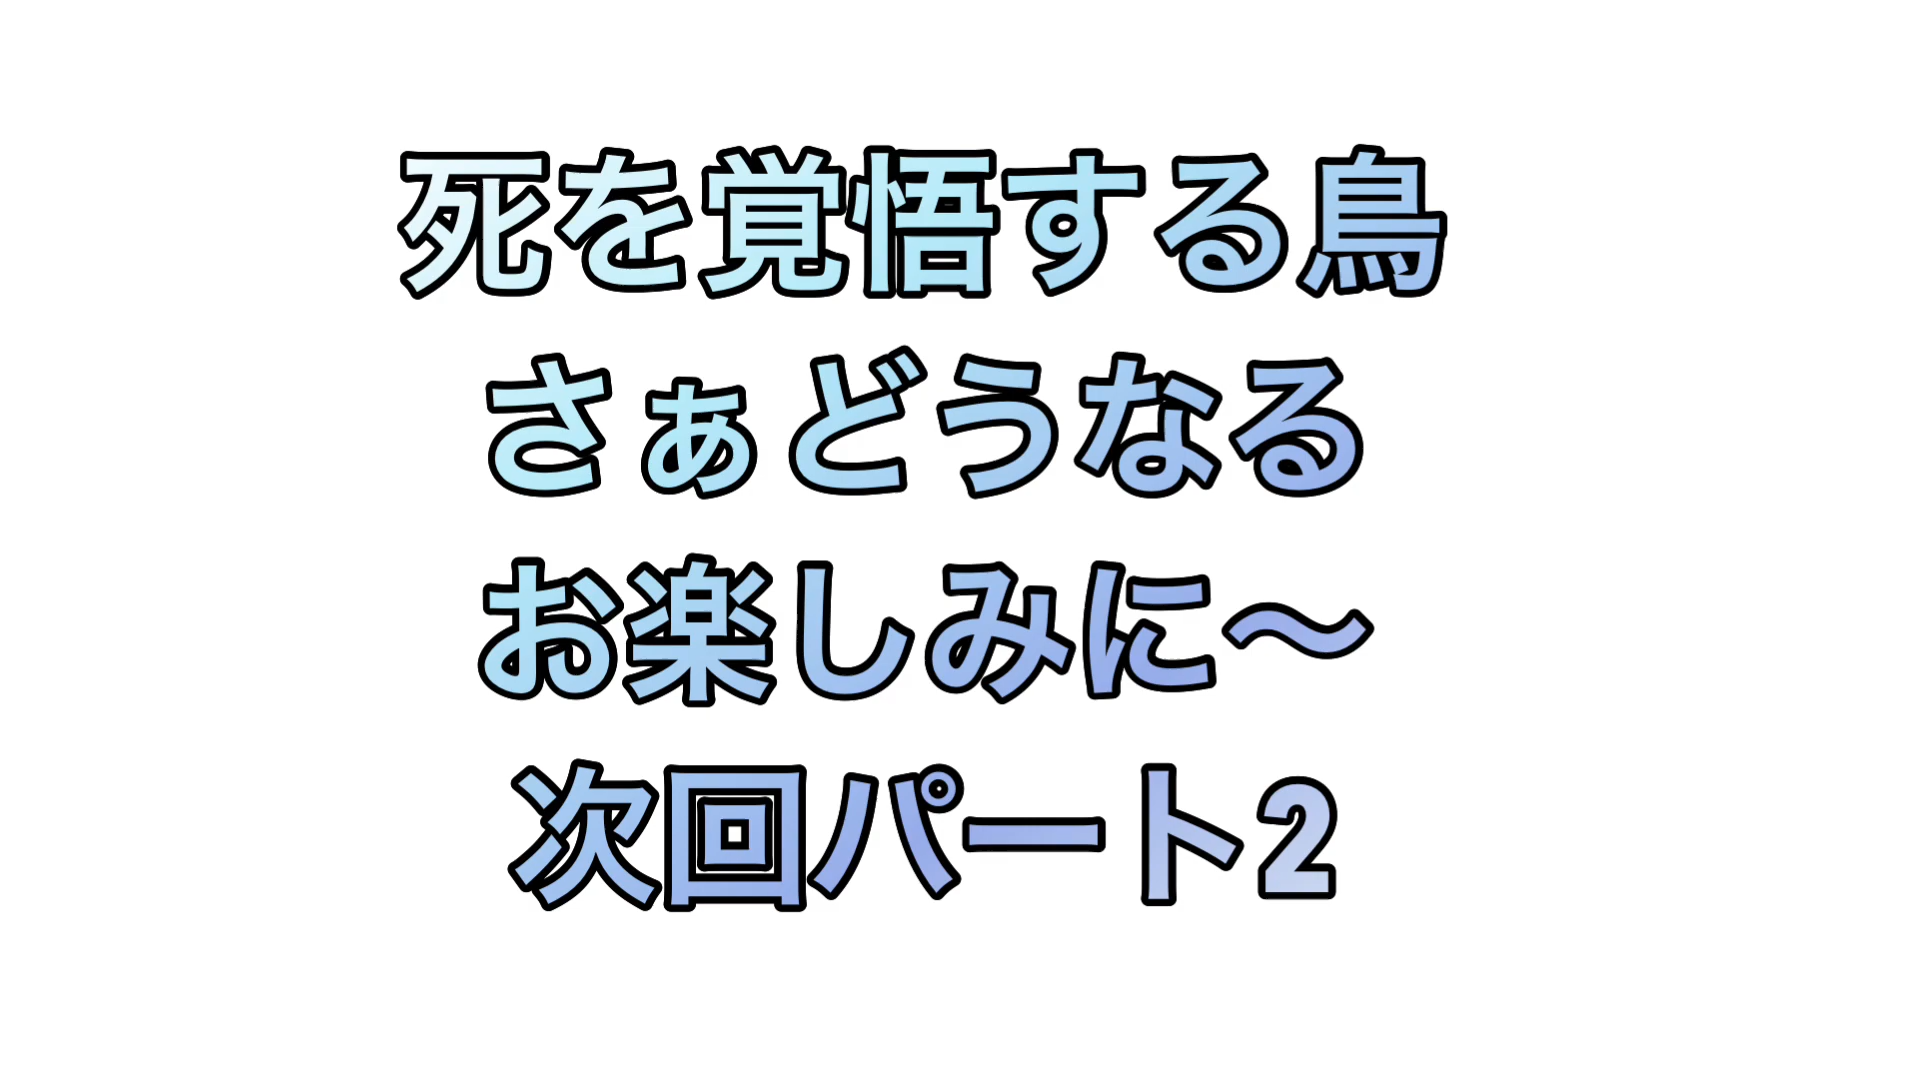 死を覚悟する鳥
さぁどうなる
お楽しみに～
次回パート2